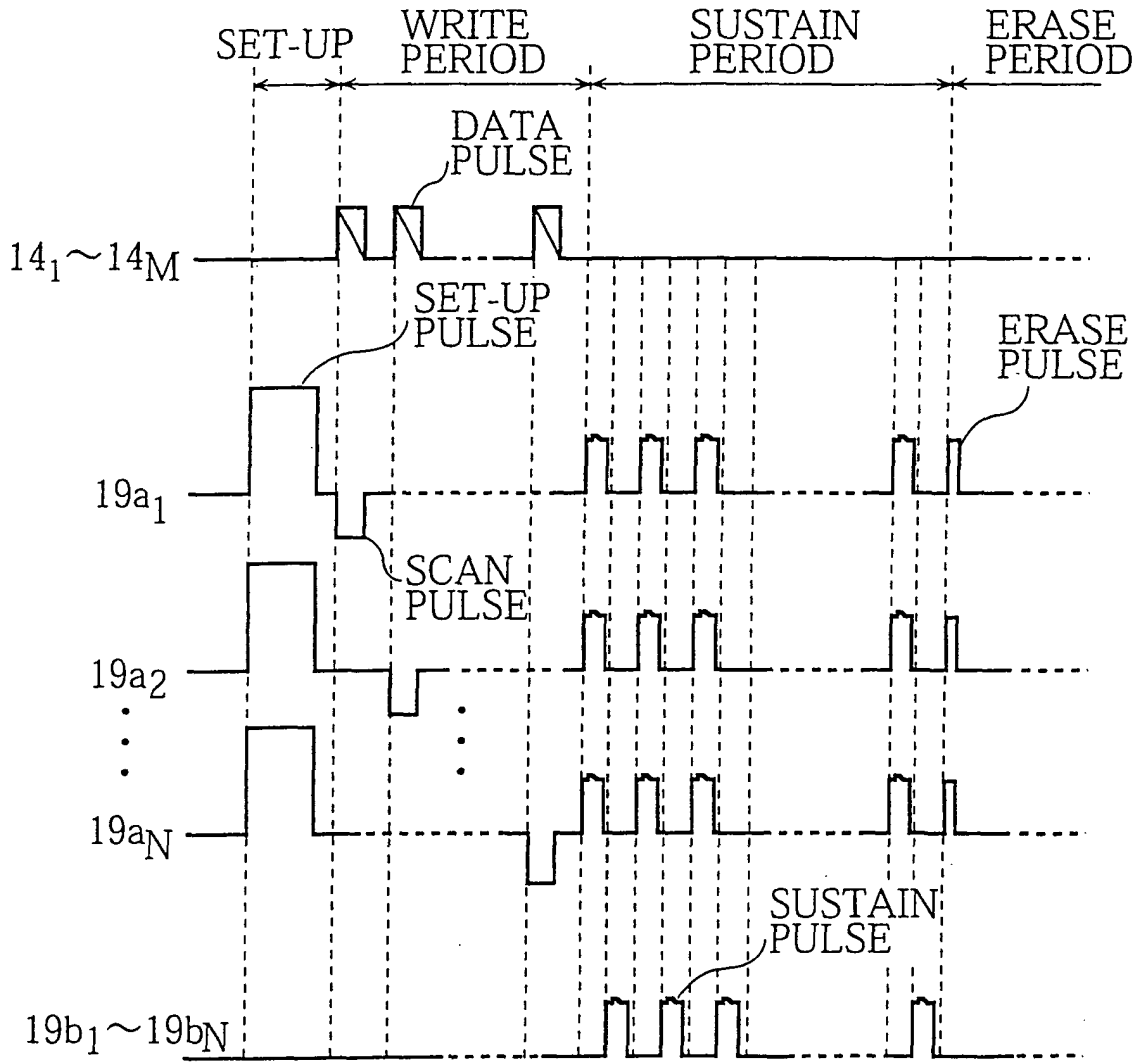 SET-UP
WRITE
PERIOD
SUSTAIN
PERIOD
ERASE
PERIOD
DATA
PULSE
14₁～14M
SET-UP
PULSE
ERASE
PULSE
19a₁
SCAN
PULSE
19a₂
19aN
SUSTAIN
PULSE
19b₁～19bN